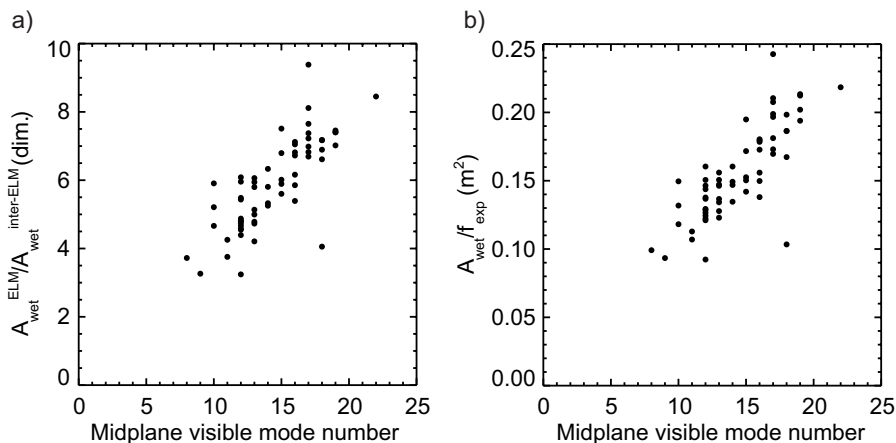 a)
A_wet^ELM/A_wet^inter-ELM (dim.)
10
8
6
4
2
0
0 5 10 15 20 25
Midplane visible mode number
b)
A_wet/f_exp (m²)
0.25
0.20
0.15
0.10
0.05
0.00
0 5 10 15 20 25
Midplane visible mode number